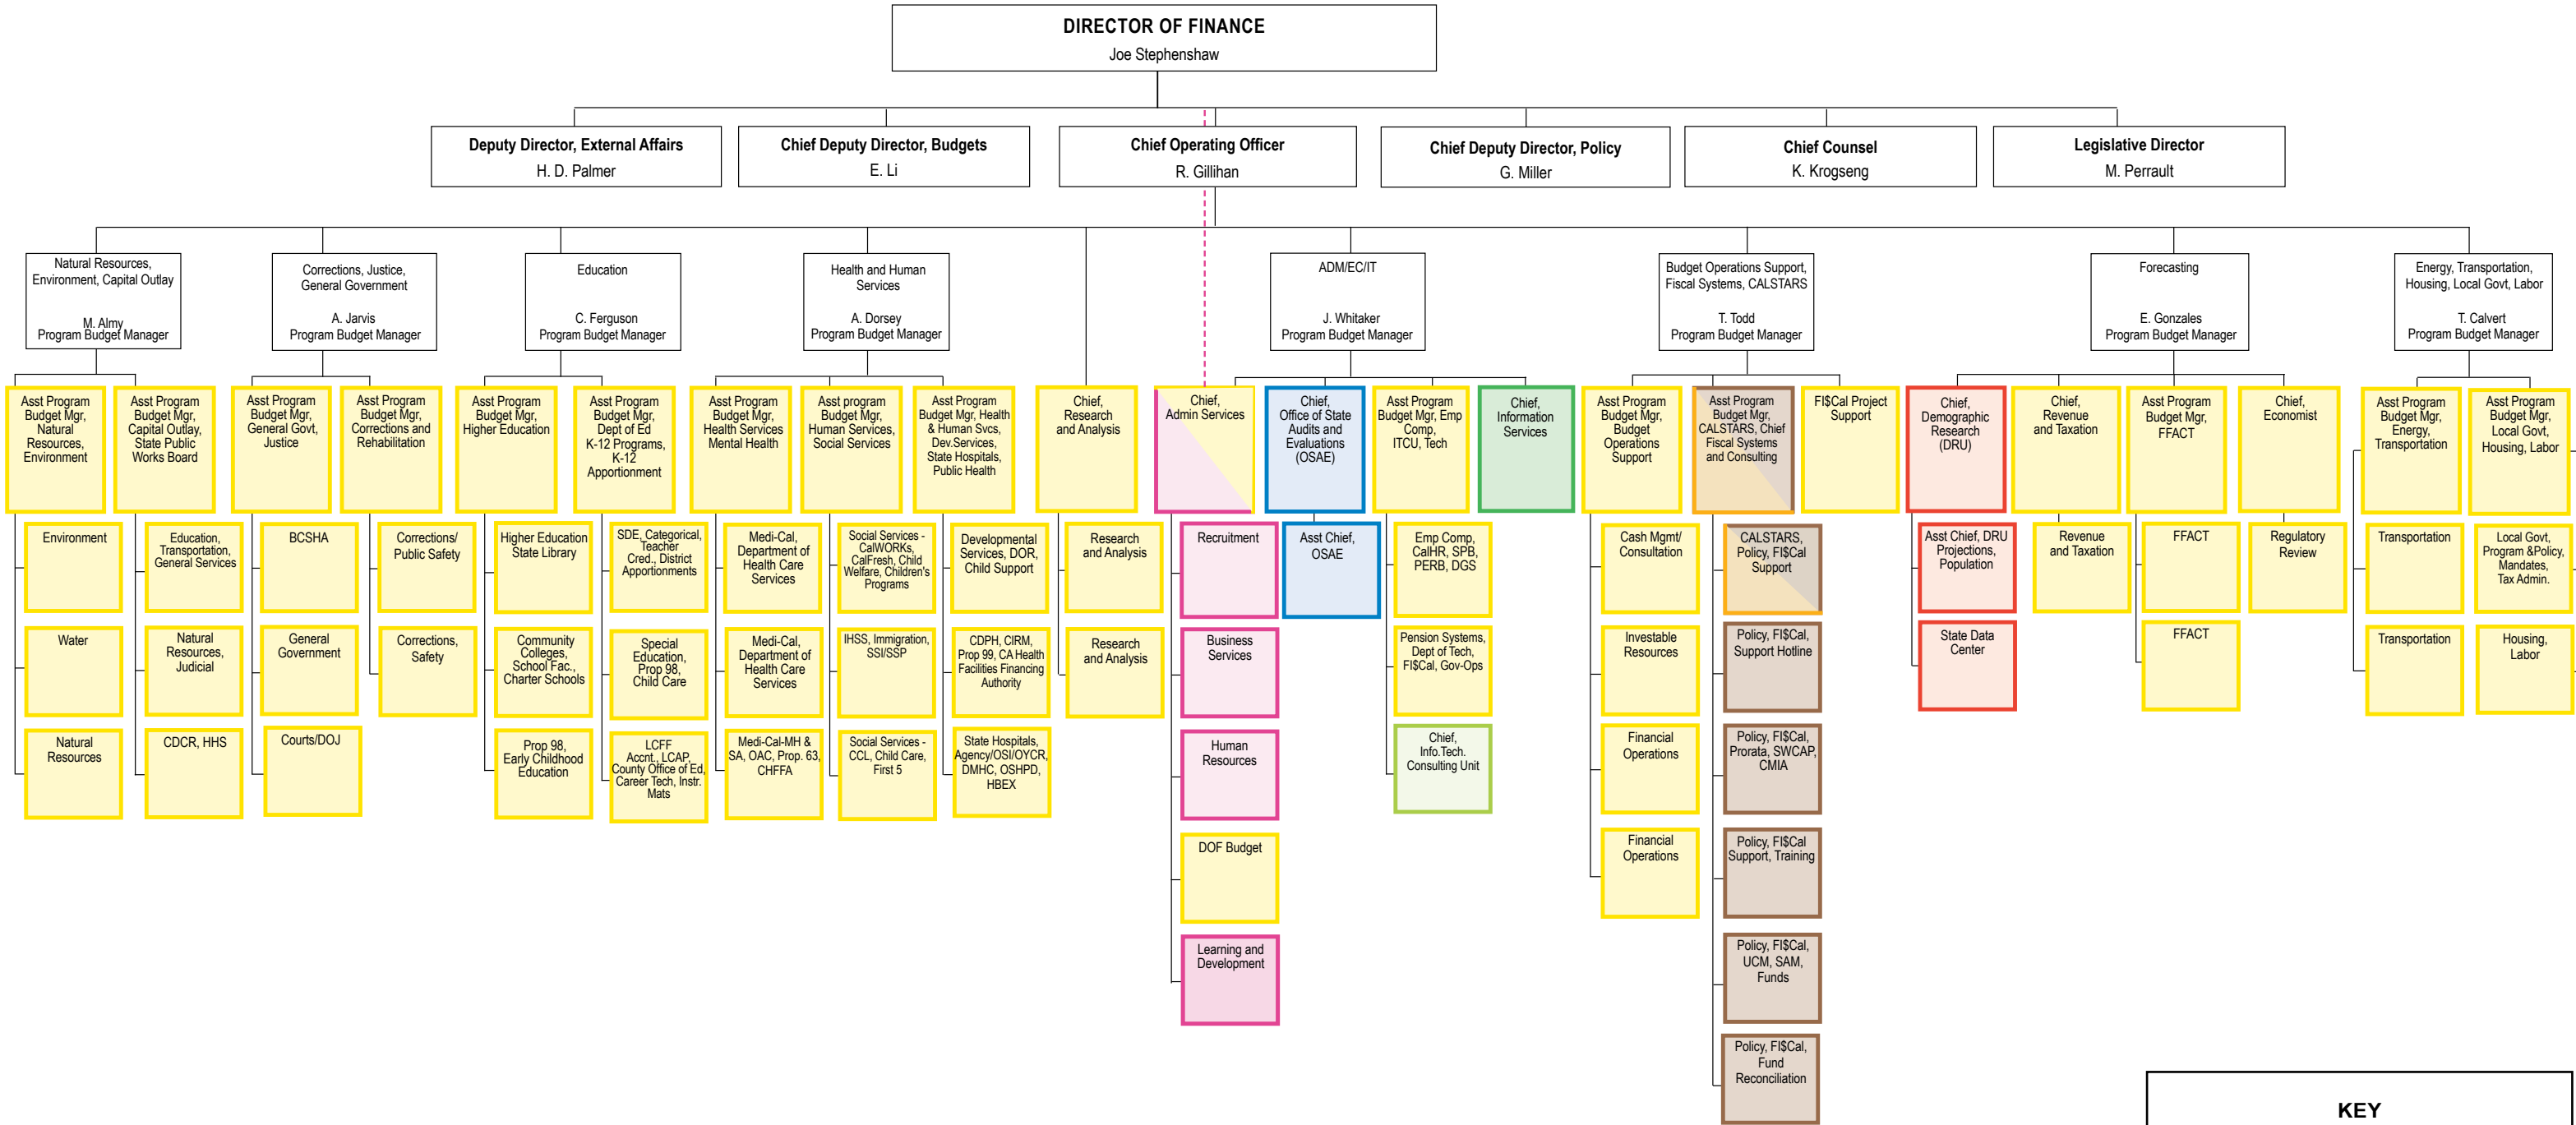 DIRECTOR OF FINANCE
Joe Stephenshaw
Deputy Director, External Affairs
H. D. Palmer
Chief Deputy Director, Budgets
E. Li
Chief Operating Officer
R. Gillihan
Chief Deputy Director, Policy
G. Miller
Chief Counsel
K. Krogseng
Legislative Director
M. Perrault
Natural Resources,
Environment, Capital Outlay
M. Almy
Program Budget Manager
Corrections, Justice,
General Government
A. Jarvis
Program Budget Manager
Education
C. Ferguson
Program Budget Manager
Health and Human
Services
A. Dorsey
Program Budget Manager
ADM/EC/IT
J. Whitaker
Program Budget Manager
Budget Operations Support,
Fiscal Systems, CALSTARS
T. Todd
Program Budget Manager
Forecasting
E. Gonzales
Program Budget Manager
Energy, Transportation,
Housing, Local Govt, Labor
T. Calvert
Program Budget Manager
Asst Program
Budget Mgr,
Natural
Resources,
Environment
Asst Program
Budget Mgr,
Capital Outlay,
State Public
Works Board
Asst Program
Budget Mgr,
General Govt,
Justice
Asst Program
Budget Mgr,
Corrections and
Rehabilitation
Asst Program
Budget Mgr,
Higher Education
Asst Program
Budget Mgr,
Dept of Ed
K-12 Programs,
K-12
Apportionment
Asst Program
Budget Mgr,
Health Services
Mental Health
Asst program
Budget Mgr,
Human Services,
Social Services
Asst Program
Budget Mgr, Health
& Human Svcs,
Dev.Services,
State Hospitals,
Public Health
Chief,
Research
and Analysis
Chief,
Admin Services
Chief,
Office of State
Audits and
Evaluations
(OSAE)
Asst Program
Budget Mgr, Emp
Comp,
ITCU, Tech
Chief,
Information
Services
Asst Program
Budget Mgr,
Budget
Operations
Support
Asst Program
Budget Mgr,
CALSTARS, Chief
Fiscal Systems
and Consulting
FI$Cal Project
Support
Chief,
Demographic
Research
(DRU)
Chief,
Revenue
and Taxation
Asst Program
Budget Mgr,
FFACT
Chief,
Economist
Asst Program
Budget Mgr,
Energy,
Transportation
Asst Program
Budget Mgr,
Local Govt,
Housing, Labor
Environment
Education,
Transportation,
General Services
BCSHA
Corrections/
Public Safety
Higher Education
State Library
SDE, Categorical,
Teacher
Cred., District
Apportionments
Medi-Cal,
Department of
Health Care
Services
Social Services -
CalWORKs,
CalFresh, Child
Welfare, Children's
Programs
Developmental
Services, DOR,
Child Support
Research
and Analysis
Recruitment
Asst Chief,
OSAE
Emp Comp,
CalHR, SPB,
PERB, DGS
Cash Mgmt/
Consultation
CALSTARS,
Policy, FI$Cal
Support
Asst Chief, DRU
Projections,
Population
Revenue
and Taxation
FFACT
Regulatory
Review
Transportation
Local Govt,
Program &Policy,
Mandates,
Tax Admin.
Water
Natural
Resources,
Judicial
General
Government
Corrections,
Safety
Community
Colleges,
School Fac.,
Charter Schools
Special
Education,
Prop 98,
Child Care
Medi-Cal,
Department of
Health Care
Services
IHSS, Immigration,
SSI/SSP
CDPH, CIRM,
Prop 99, CA Health
Facilities Financing
Authority
Research
and Analysis
Business
Services
Pension Systems,
Dept of Tech,
FI$Cal, Gov-Ops
Investable
Resources
Policy, FI$Cal,
Support Hotline
State Data
Center
FFACT
Transportation
Housing,
Labor
Natural
Resources
CDCR, HHS
Courts/DOJ
Prop 98,
Early Childhood
Education
LCFF
Accnt., LCAP,
County Office of Ed,
Career Tech, Instr.
Mats
Medi-Cal-MH &
SA, OAC, Prop. 63,
CHFFA
Social Services -
CCL, Child Care,
First 5
State Hospitals,
Agency/OSI/OYCR,
DMHC, OSHPD,
HBEX
Human
Resources
Chief,
Info.Tech.
Consulting Unit
Financial
Operations
Policy, FI$Cal,
Prorata, SWCAP,
CMIA
DOF Budget
Financial
Operations
Policy, FI$Cal
Support, Training
Learning and
Development
Policy, FI$Cal,
UCM, SAM,
Funds
Policy, FI$Cal,
Fund
Reconciliation
KEY